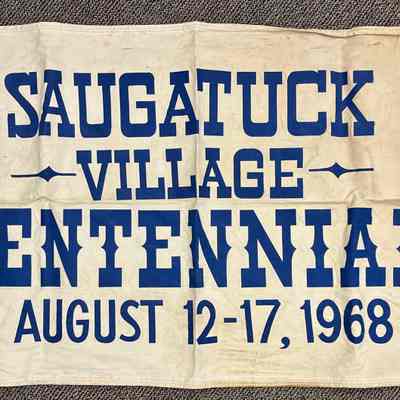 SAUGATUCK
VILLAGE
ENTENNIA
AUGUST 12-17, 1968